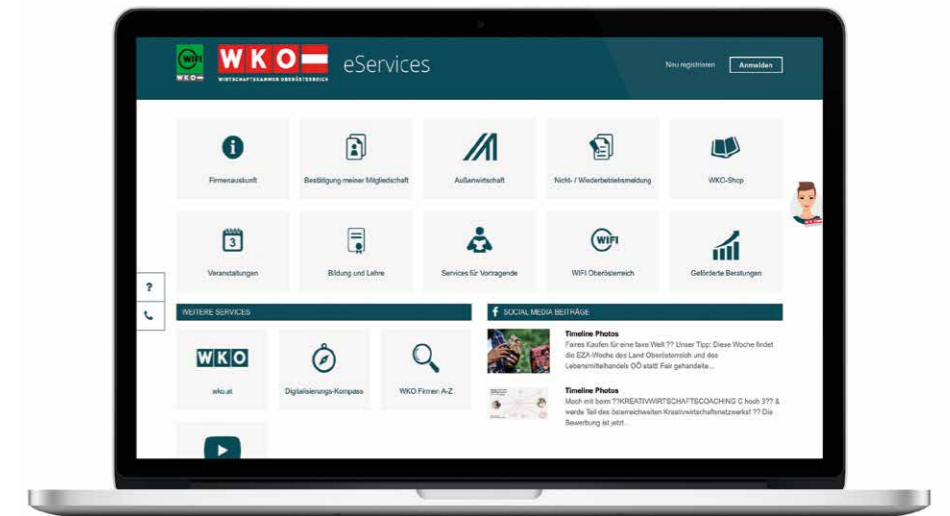 WIFI
WKO
WKO
WIRTSCHAFTSKAMMER OBERÖSTERREICH
eServices
Neu registrieren
Anmelden
Firmenauskunft
Bestätigung meiner Mitgliedschaft
Außenwirtschaft
Nicht- / Wiederbetriebsmeldung
WKO-Shop
3
WIFI
Veranstaltungen
Bildung und Lehre
Services für Vortragende
WIFI Oberösterreich
Geförderte Beratungen
?
WEITERE SERVICES
WKO
wko.at
Digitalisierungs-Kompass
WKO Firmen A-Z
SOCIAL MEDIA BEITRÄGE
Timeline Photos
Faires Kaufen für eine faire Welt ?? Unser Tipp: Diese Woche findet
die EZA-Woche des Land Oberösterreich und des
Lebensmittelhandels OÖ statt! Fair gehandelte...
Timeline Photos
Mach mit beim ??KREATIVWIRTSCHAFTSCOACHING C hoch 3?? &
werde Teil des österreichweiten Kreativwirtschaftsnetzwerks! ?? Die
Bewerbung ist jetzt...